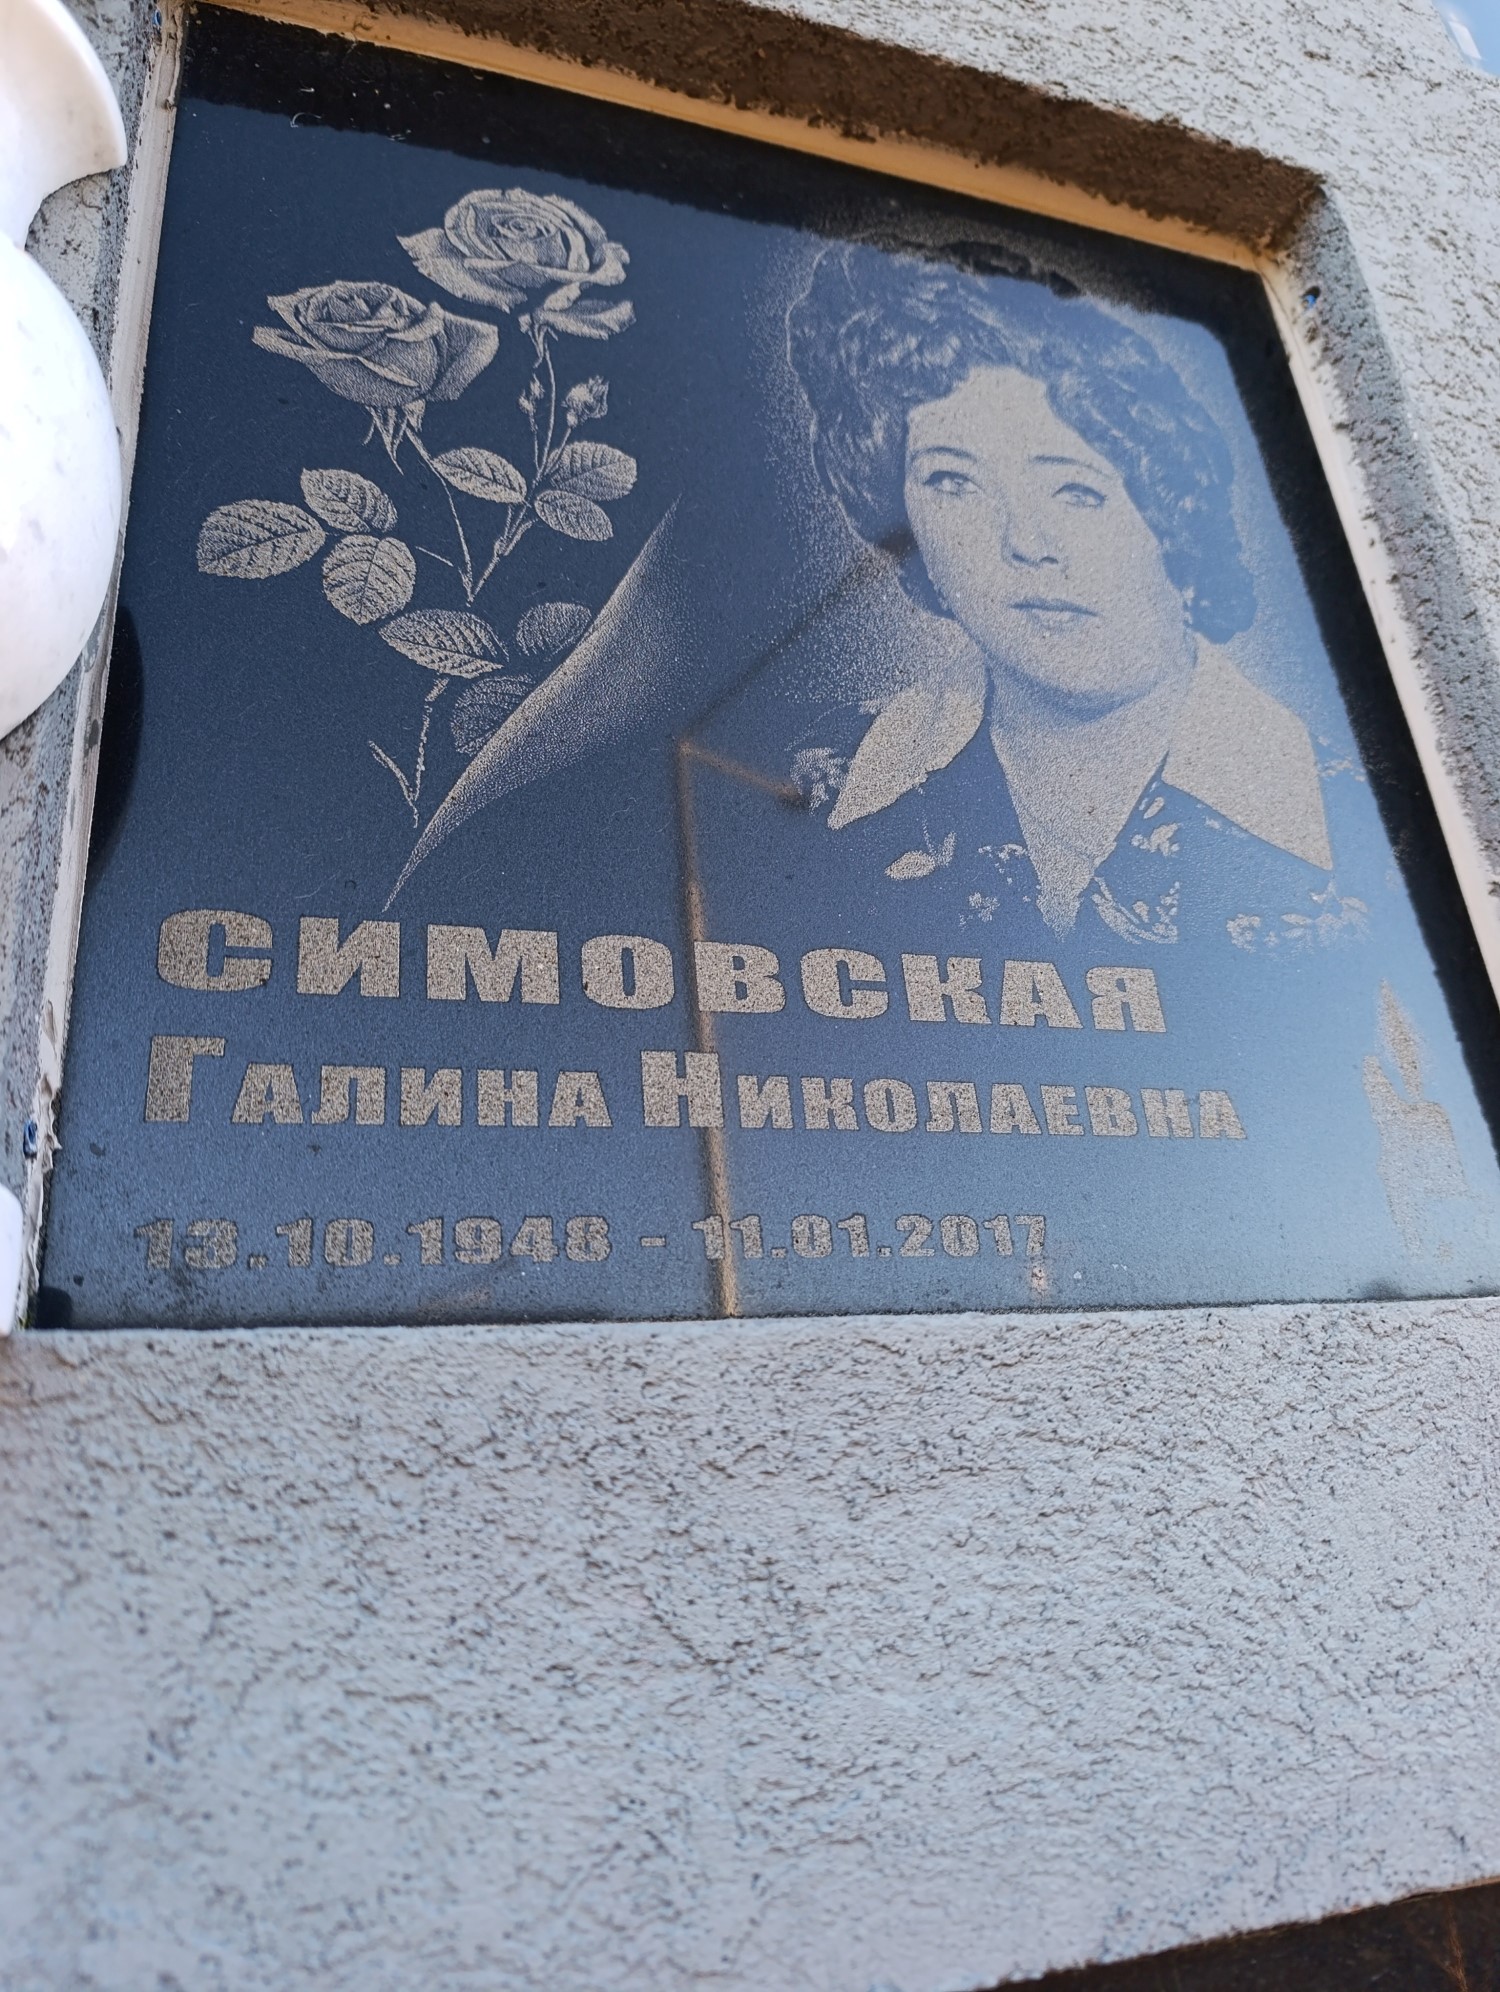 СИМОВСКАЯ
ГАЛИНА НИКОЛАЕВНА
13.10.1948 - 11.01.2017